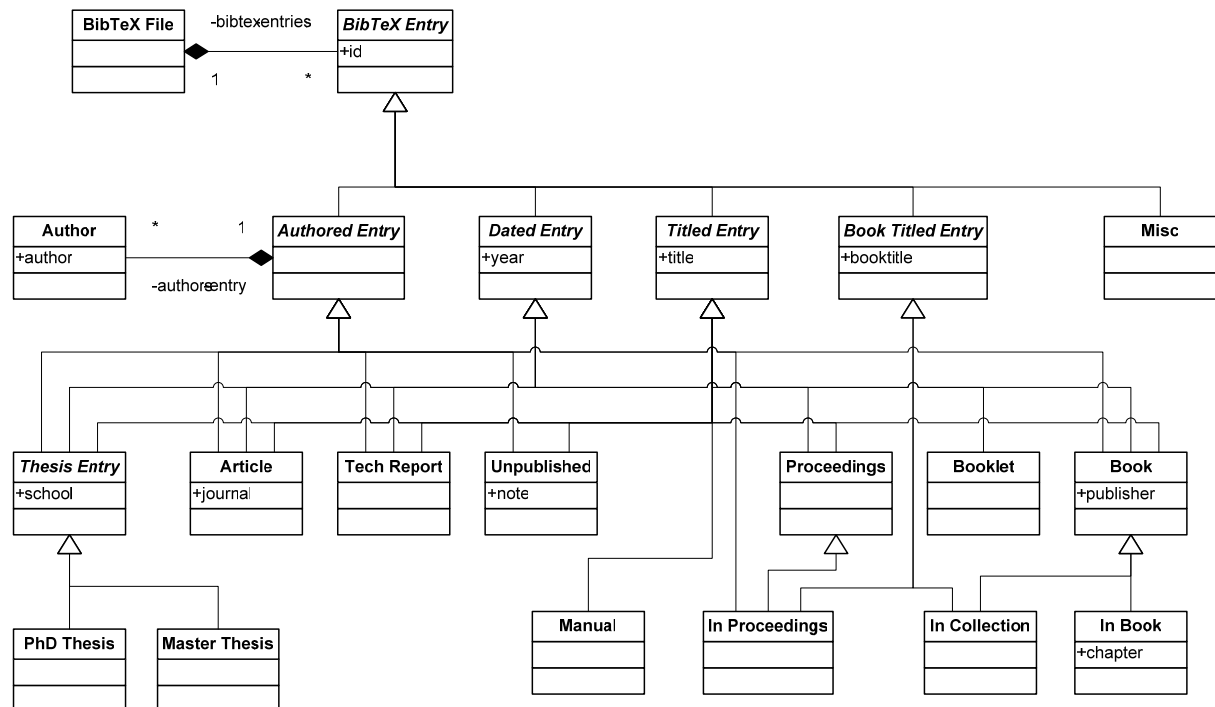 BibTeX File
-bibtexentries
BibTeX Entry
+id
1
*
Author
+author
*
1
-authorsentry
Authored Entry
Dated Entry
+year
Titled Entry
+title
Book Titled Entry
+booktitle
Misc
Thesis Entry
+school
Article
+journal
Tech Report
Unpublished
+note
Proceedings
Booklet
Book
+publisher
PhD Thesis
Master Thesis
Manual
In Proceedings
In Collection
In Book
+chapter